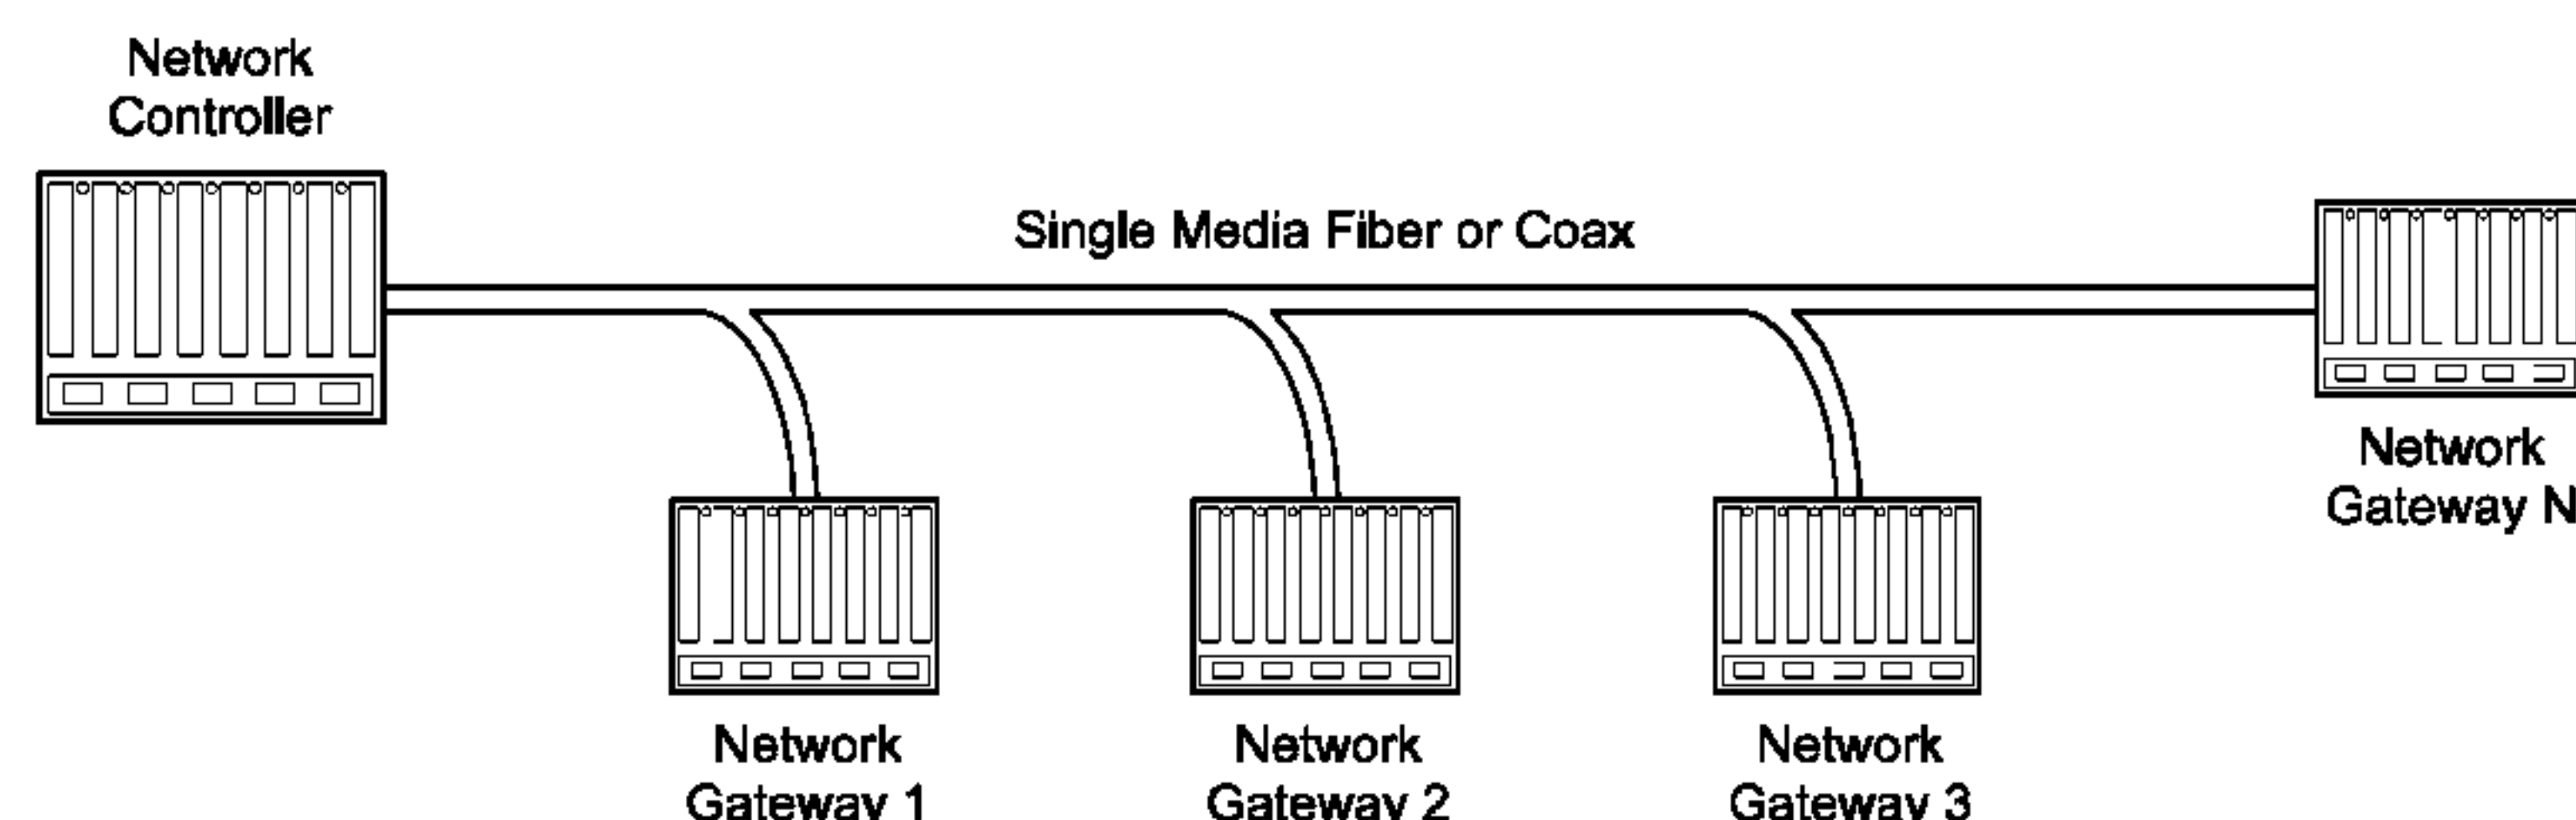 Network
Controller
Single Media Fiber or Coax
Network
Gateway N
Network
Gateway 1
Network
Gateway 2
Network
Gateway 3